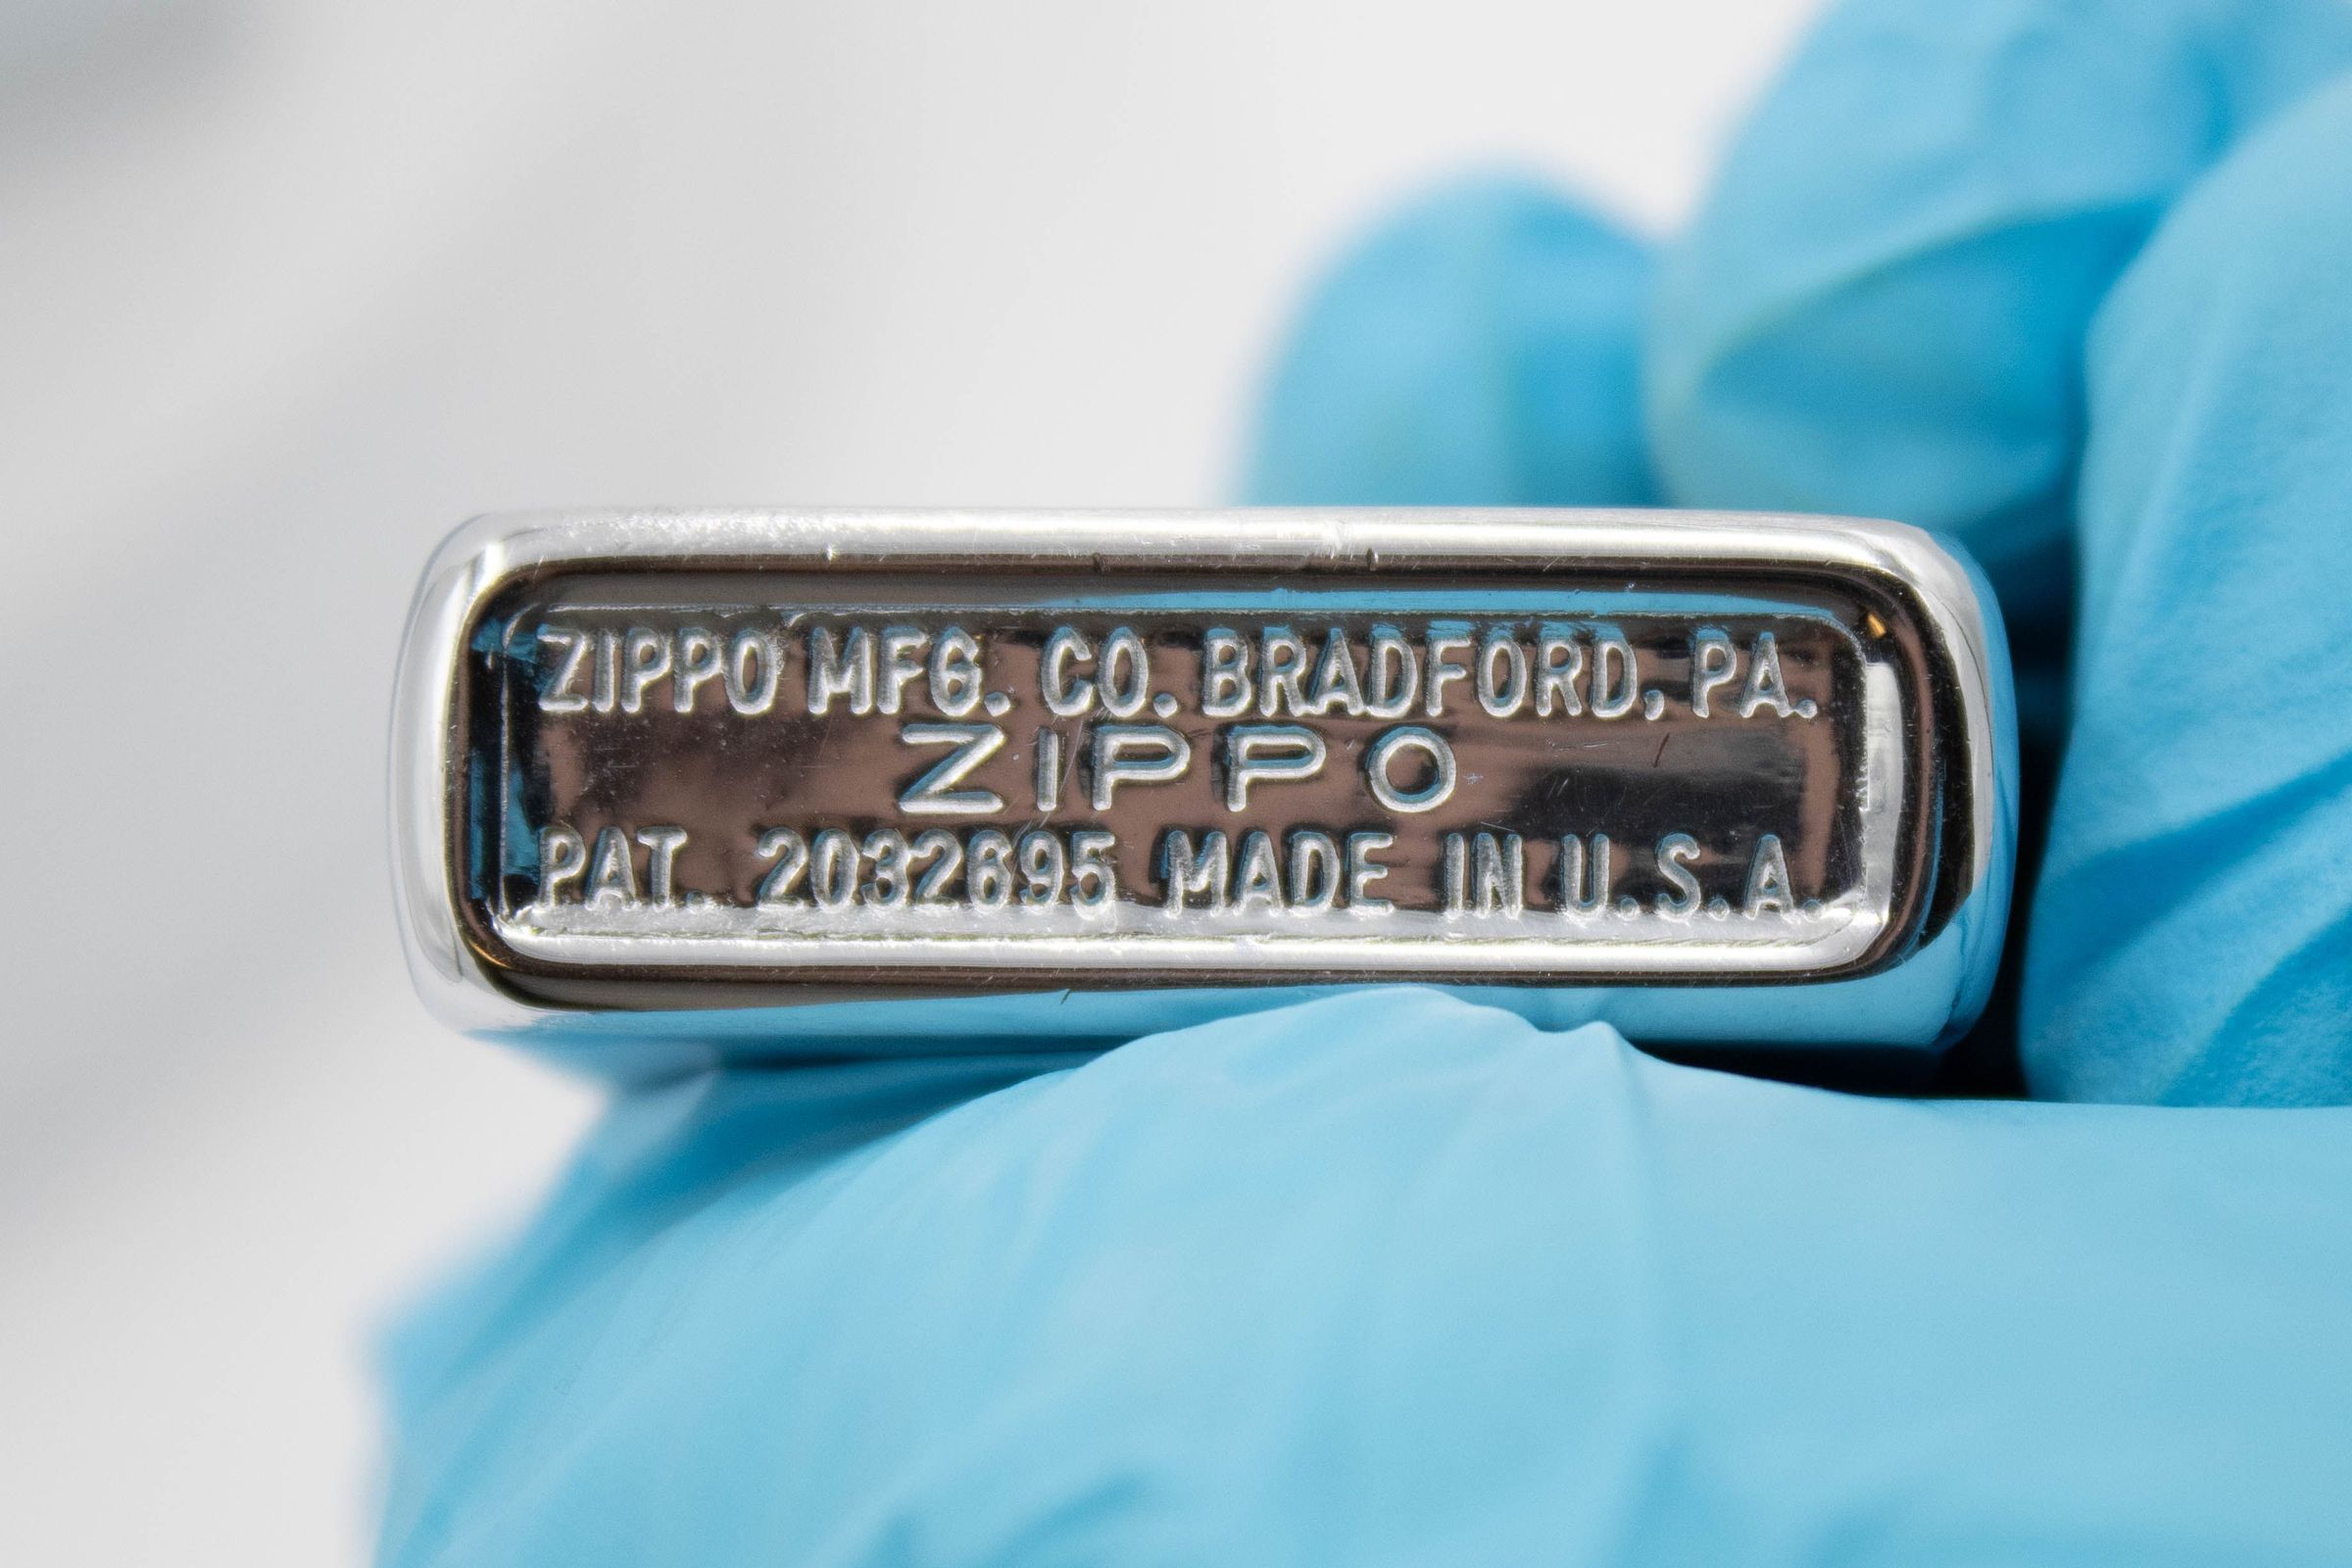 ZIPPO MFG. CO. BRADFORD, PA.
ZIPPO
PAT. 2032695 MADE IN U.S.A.